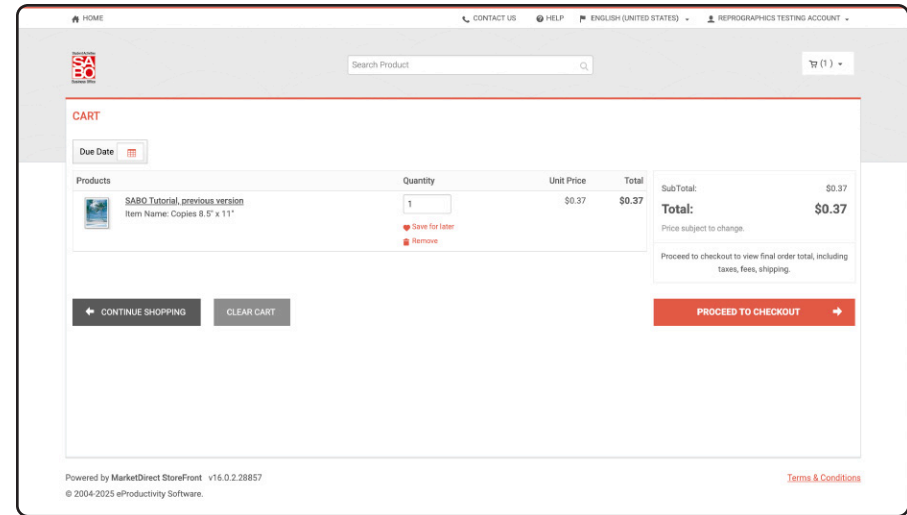 HOME
CONTACT US
HELP
ENGLISH (UNITED STATES)
REPROGRAPHICS TESTING ACCOUNT
SABO
Business Office
Search Product
(1)
CART
Due Date
Products Quantity Unit Price Total
SABO Tutorial, previous version
Item Name: Copies 8.5" x 11"
1
$0.37
$0.37
Save for later
Remove
SubTotal: $0.37
Total: $0.37
Price subject to change.
Proceed to checkout to view final order total, including
taxes, fees, shipping.
CONTINUE SHOPPING
CLEAR CART
PROCEED TO CHECKOUT
Powered by MarketDirect StoreFront v16.0.2.28857
Terms & Conditions
© 2004-2025 eProductivity Software.